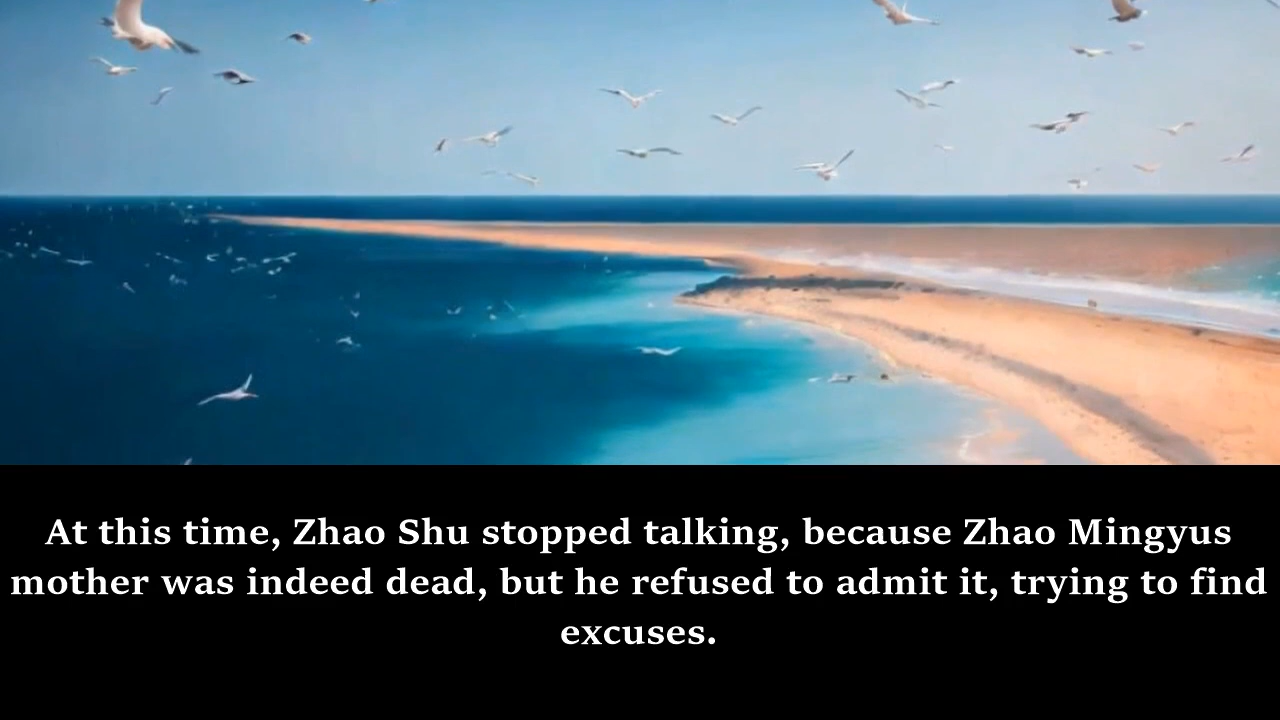 At this time, Zhao Shu stopped talking, because Zhao Mingyus
mother was indeed dead, but he refused to admit it, trying to find
excuses.